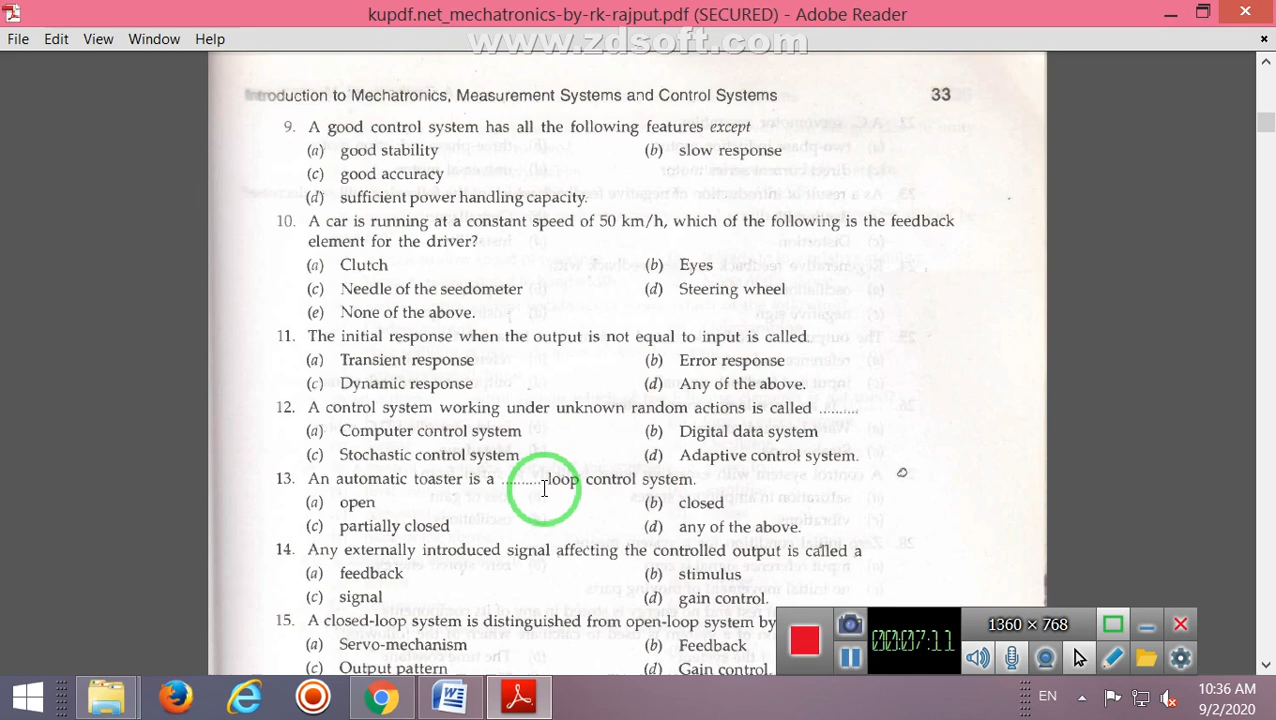 kupdf.net_mechatronics-by-rk-rajput.pdf (SECURED) - Adobe Reader
File Edit View Window Help
www.zdsoft.com
Introduction to Mechatronics, Measurement Systems and Control Systems 33
9. A good control system has all the following features except
(a) good stability (b) slow response
(c) good accuracy
(d) sufficient power handling capacity.
10. A car is running at a constant speed of 50 km/h, which of the following is the feedback
element for the driver?
(a) Clutch (b) Eyes
(c) Needle of the seedometer (d) Steering wheel
(e) None of the above.
11. The initial response when the output is not equal to input is called
(a) Transient response (b) Error response
(c) Dynamic response (d) Any of the above.
12. A control system working under unknown random actions is called ..........
(a) Computer control system (b) Digital data system
(c) Stochastic control system (d) Adaptive control system.
13. An automatic toaster is a ..........loop control system.
(a) open (b) closed
(c) partially closed (d) any of the above.
14. Any externally introduced signal affecting the controlled output is called a
(a) feedback (b) stimulus
(c) signal (d) gain control.
15. A closed-loop system is distinguished from open-loop system by
(a) Servo-mechanism (b) Feedback
(c) Output pattern (d) Gain control.
00:07:11
1360 × 768
EN
10:36 AM
9/2/2020